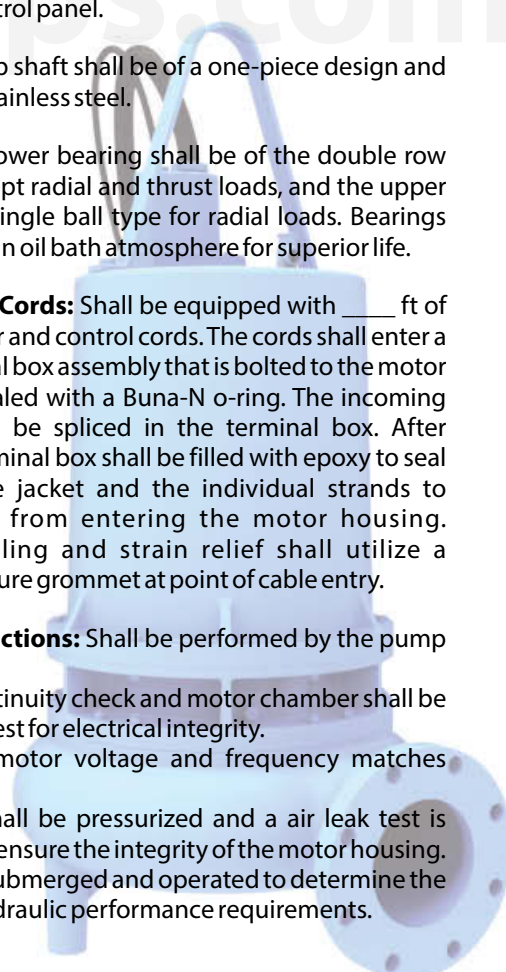 ps.com
trol panel.
p shaft shall be of a one-piece design and
ainless steel.
ower bearing shall be of the double row
pt radial and thrust loads, and the upper
ingle ball type for radial loads. Bearings
n oil bath atmosphere for superior life.
Cords: Shall be equipped with ____ ft of
r and control cords. The cords shall enter a
al box assembly that is bolted to the motor
aled with a Buna-N o-ring. The incoming
be spliced in the terminal box. After
minal box shall be filled with epoxy to seal
e jacket and the individual strands to
from entering the motor housing.
ling and strain relief shall utilize a
ure grommet at point of cable entry.
ctions: Shall be performed by the pump
tinuity check and motor chamber shall be
est for electrical integrity.
motor voltage and frequency matches
all be pressurized and a air leak test is
ensure the integrity of the motor housing.
ubmerged and operated to determine the
draulic performance requirements.